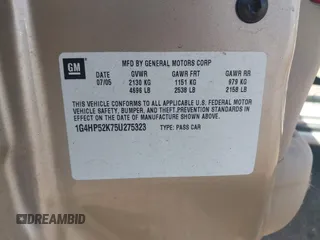 GM
MFD BY GENERAL MOTORS CORP
DATE GVWR GAWR FRT GAWR RR
07/05 2130 KG 1151 KG 979 KG
4696 LB 2538 LB 2158 LB
THIS VEHICLE CONFORMS TO ALL APPLICABLE U.S. FEDERAL MOTOR
VEHICLE SAFETY, BUMPER, AND THEFT PREVENTION STANDARDS
IN EFFECT ON THE DATE OF MANUFACTURE SHOWN ABOVE.
1G4HP52K75U275323 TYPE: PASS CAR
DREAMBID